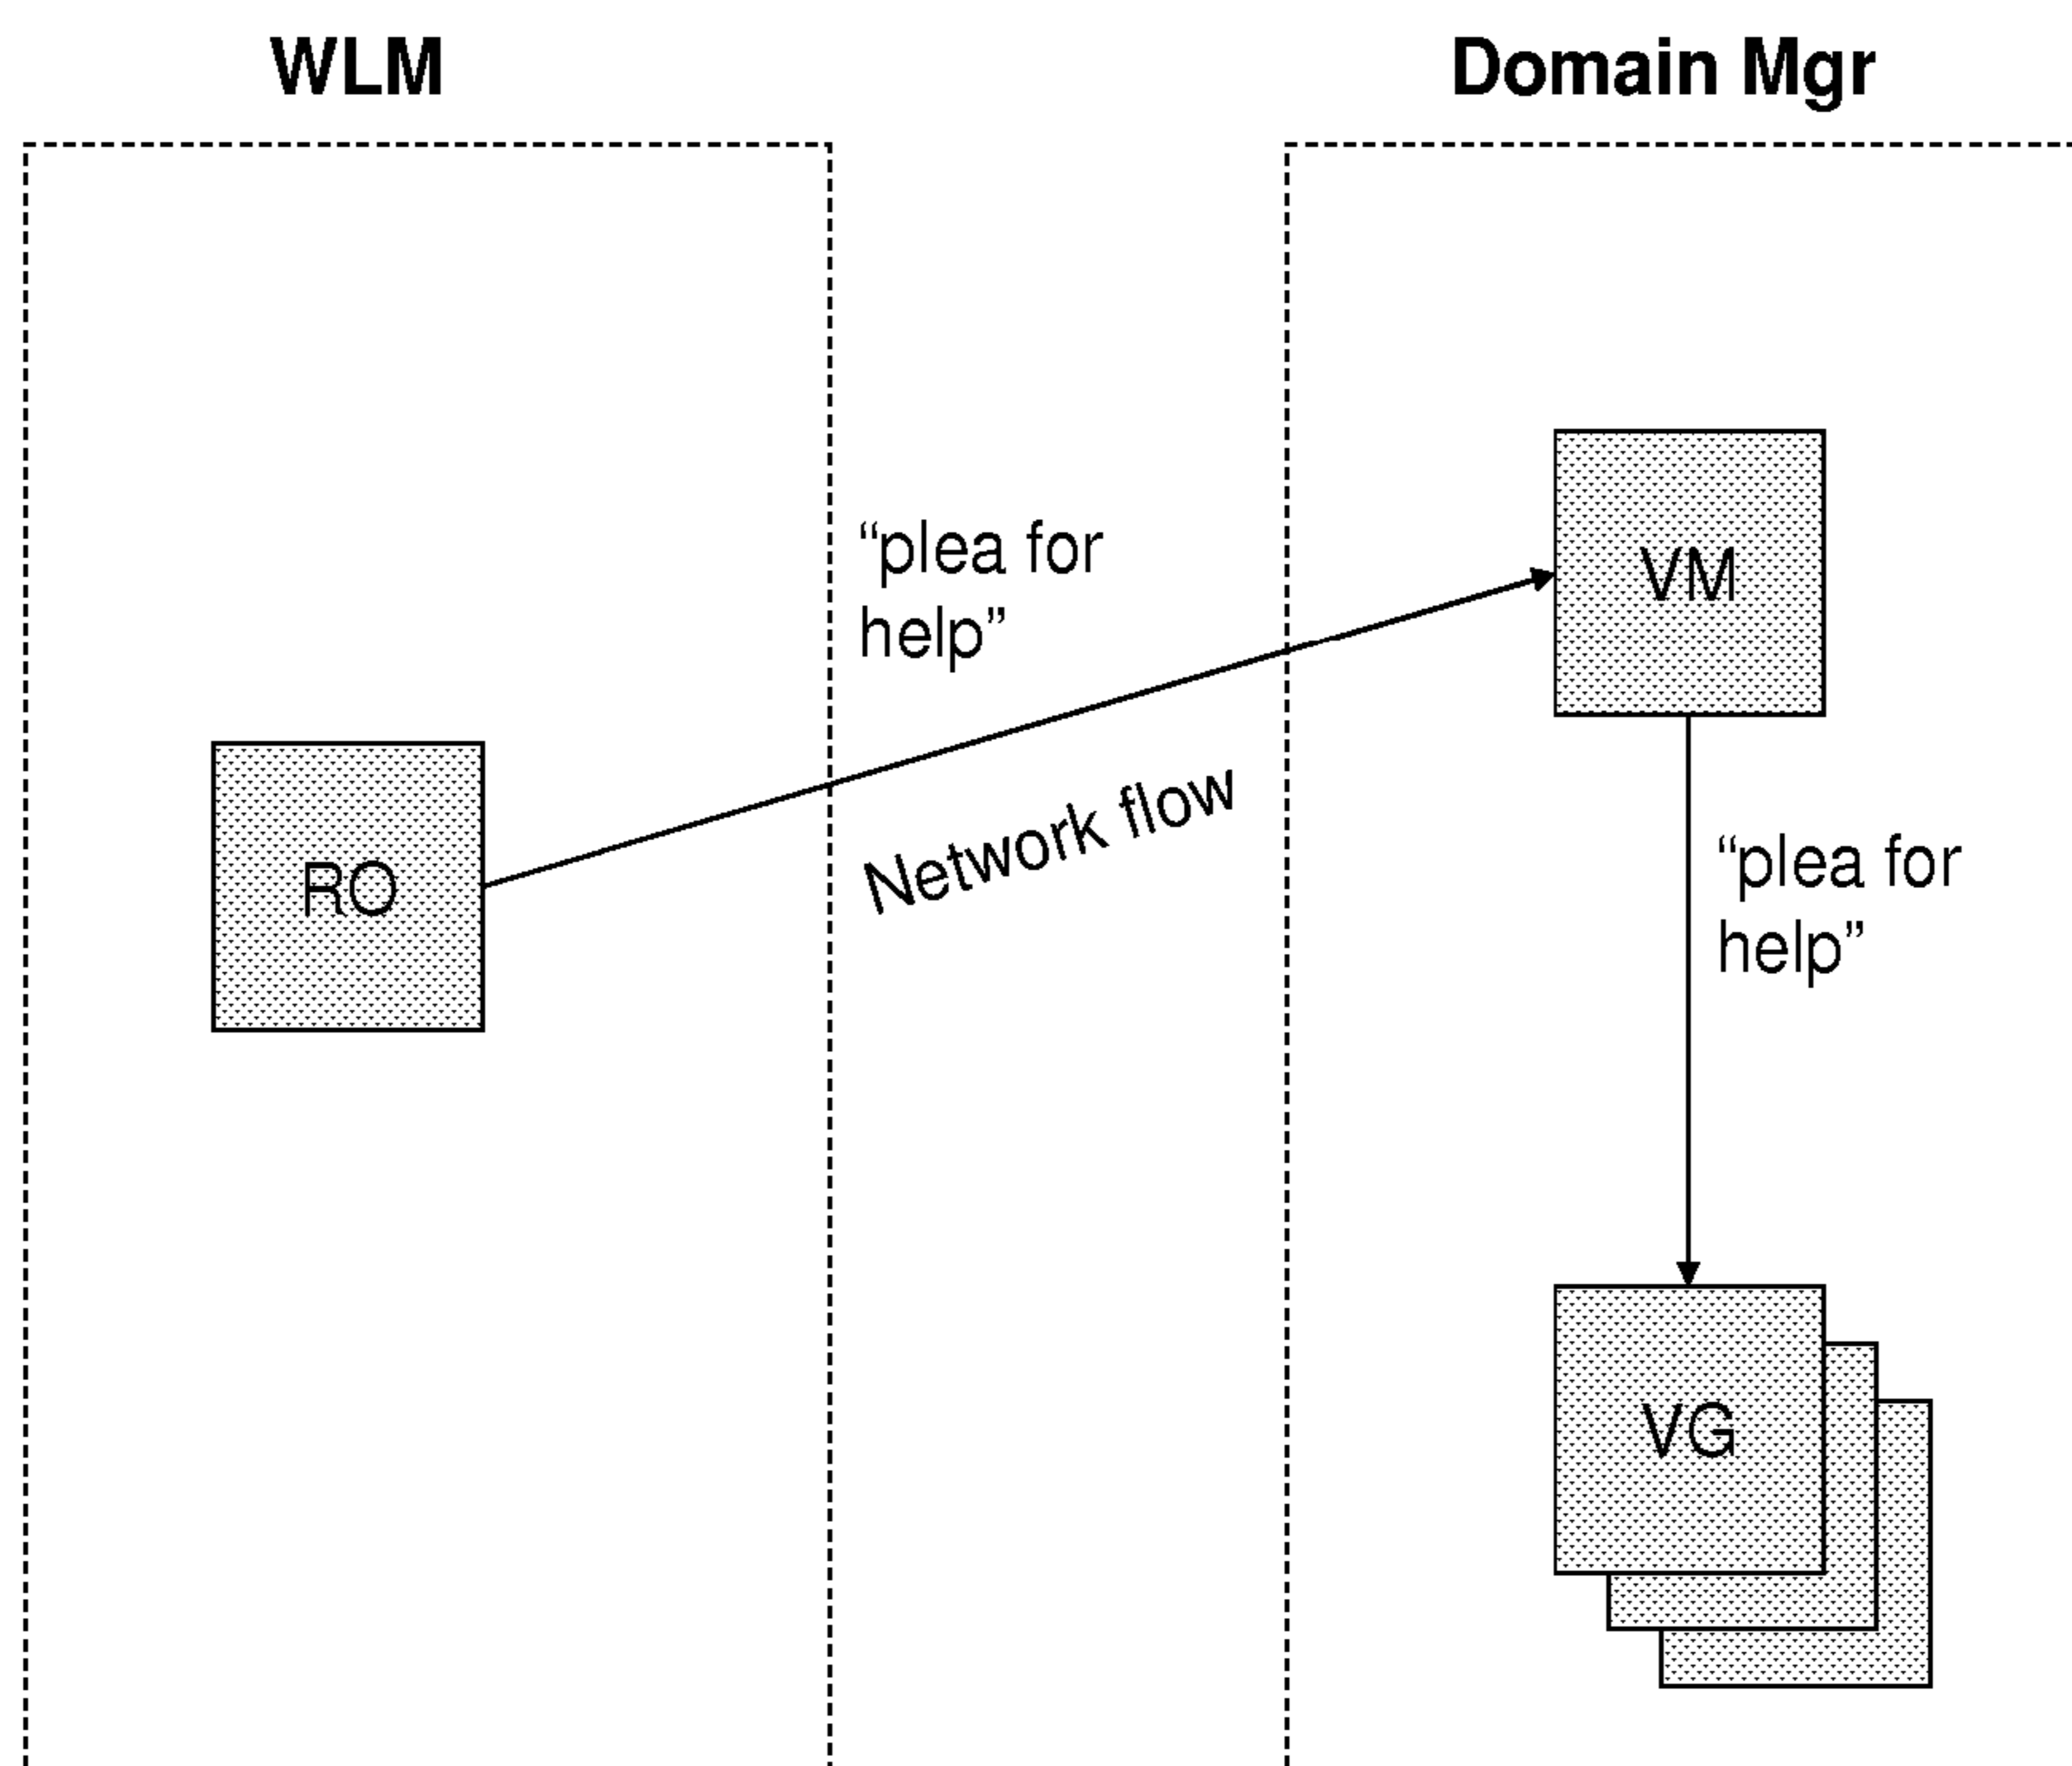 WLM
Domain Mgr
“plea for
help”
VM
Network flow
RO
“plea for
help”
VG